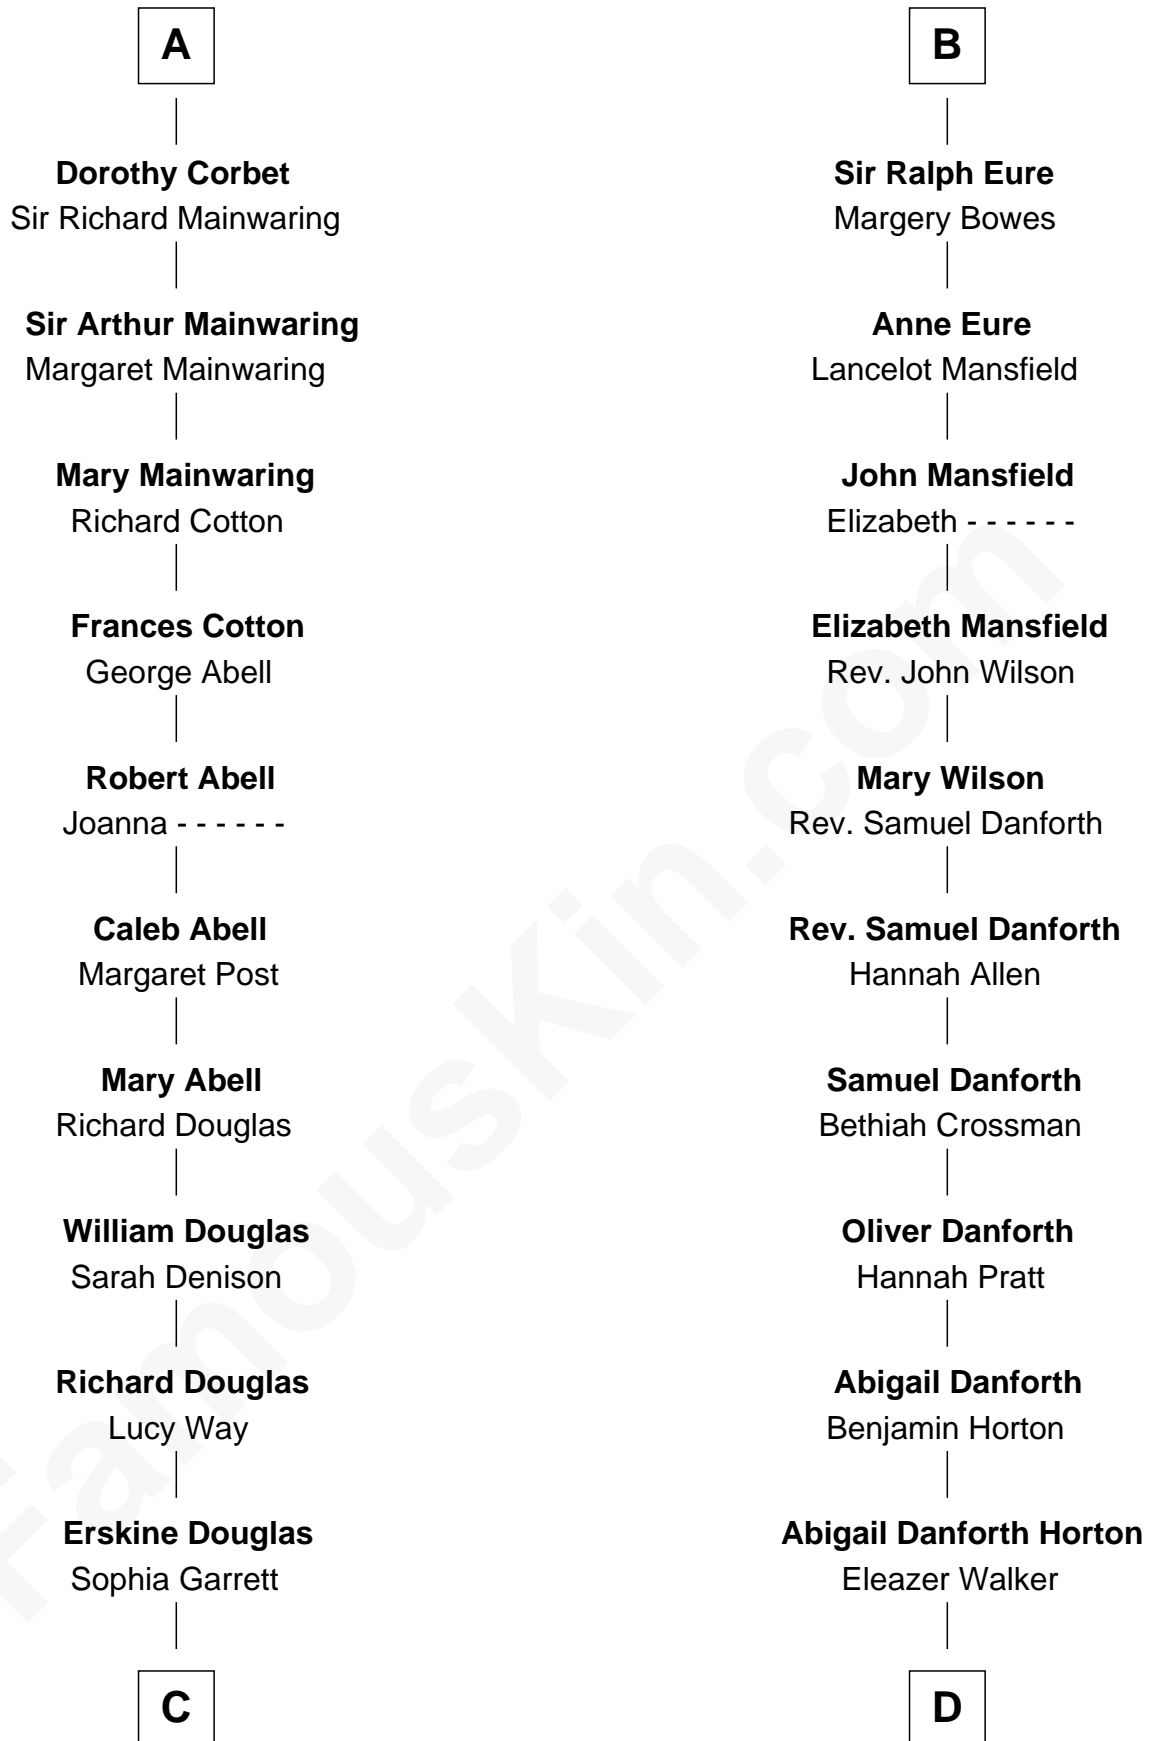 A
Dorothy Corbet
Sir Richard Mainwaring
Sir Arthur Mainwaring
Margaret Mainwaring
Mary Mainwaring
Richard Cotton
Frances Cotton
George Abell
Robert Abell
Joanna - - - - - -
Caleb Abell
Margaret Post
Mary Abell
Richard Douglas
William Douglas
Sarah Denison
Richard Douglas
Lucy Way
Erskine Douglas
Sophia Garrett
C
B
Sir Ralph Eure
Margery Bowes
Anne Eure
Lancelot Mansfield
John Mansfield
Elizabeth - - - - - -
Elizabeth Mansfield
Rev. John Wilson
Mary Wilson
Rev. Samuel Danforth
Rev. Samuel Danforth
Hannah Allen
Samuel Danforth
Bethiah Crossman
Oliver Danforth
Hannah Pratt
Abigail Danforth
Benjamin Horton
Abigail Danforth Horton
Eleazer Walker
D
FamousKin.com